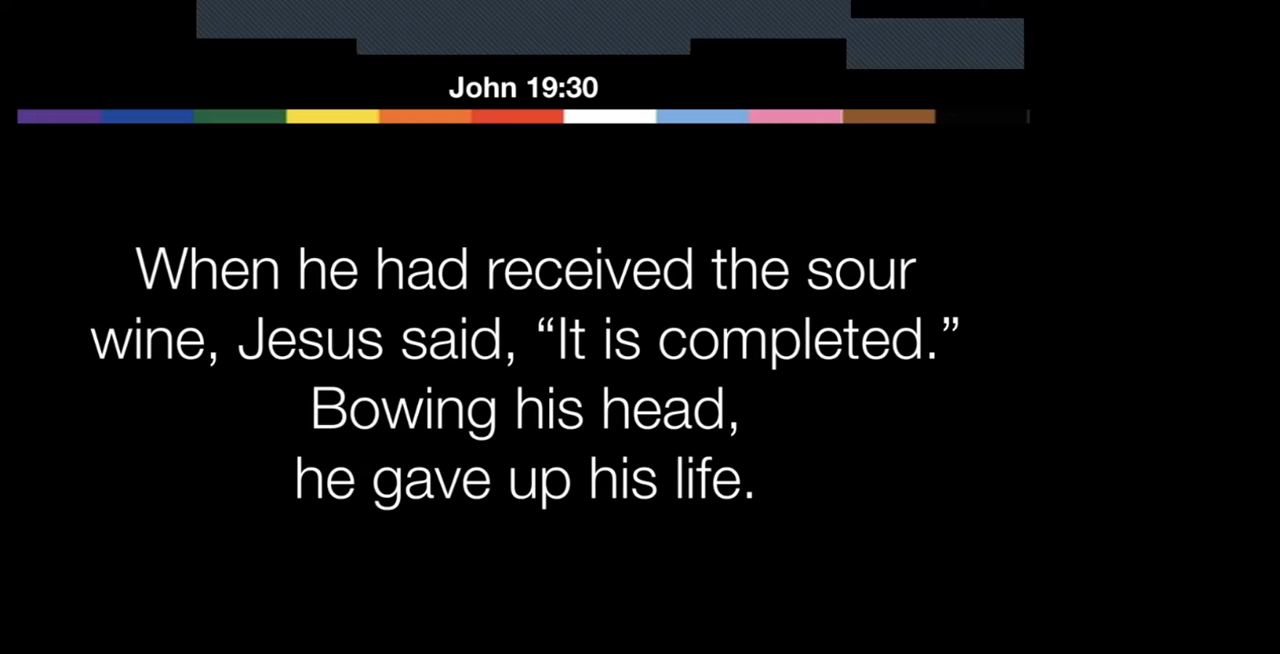 John 19:30
When he had received the sour
wine, Jesus said, “It is completed.”
Bowing his head,
he gave up his life.